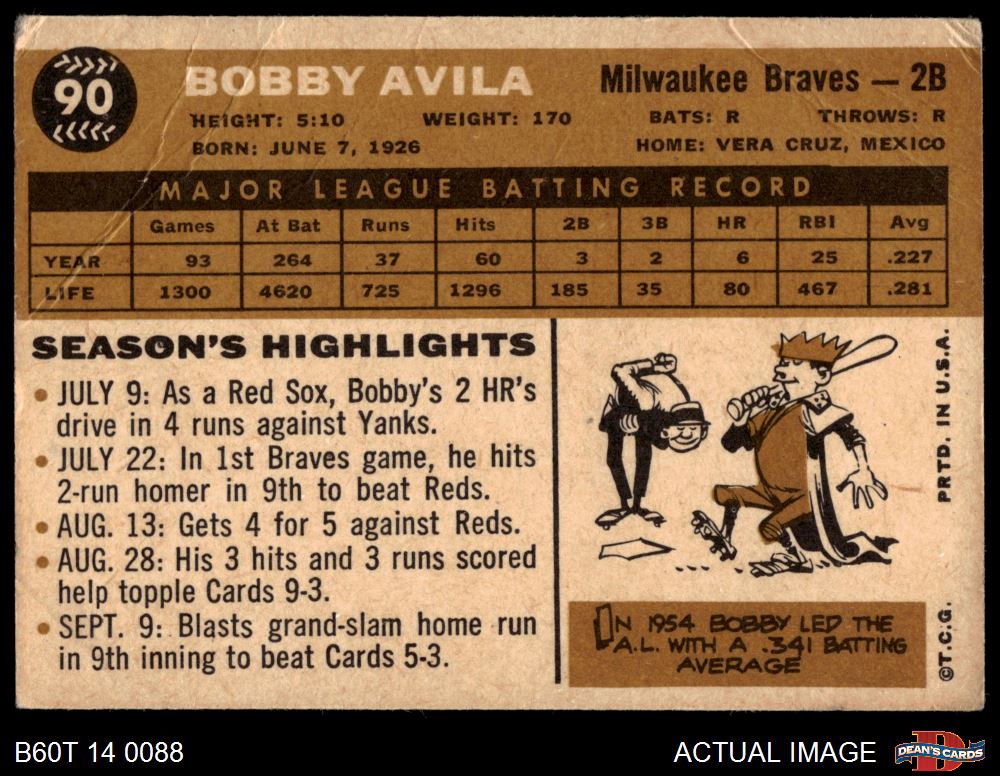 90
BOBBY AVILA
Milwaukee Braves — 2B
HEIGHT: 5:10 WEIGHT: 170 BATS: R THROWS: R
BORN: JUNE 7, 1926 HOME: VERA CRUZ, MEXICO
MAJOR LEAGUE BATTING RECORD
Games At Bat Runs Hits 2B 3B HR RBI Avg
YEAR 93 264 37 60 3 2 6 25 .227
LIFE 1300 4620 725 1296 185 35 80 467 .281
SEASON'S HIGHLIGHTS
• JULY 9: As a Red Sox, Bobby's 2 HR's
drive in 4 runs against Yanks.
• JULY 22: In 1st Braves game, he hits
2-run homer in 9th to beat Reds.
• AUG. 13: Gets 4 for 5 against Reds.
• AUG. 28: His 3 hits and 3 runs scored
help topple Cards 9-3.
• SEPT. 9: Blasts grand-slam home run
in 9th inning to beat Cards 5-3.
IN 1954 BOBBY LED THE
A.L. WITH A .341 BATTING
AVERAGE
©T.C.G. PRTD. IN U.S.A.
B60T 14 0088
ACTUAL IMAGE
D
DEAN'S CARDS